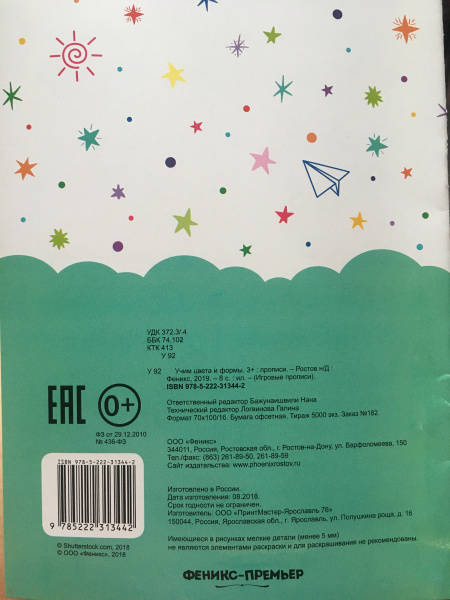 УДК 372.3/.4
ББК 74.102
КТК 413
У 92
У 92 Учим цвета и формы. 3+ : прописи. – Ростов н/Д :
Феникс, 2019. – 8 с. : ил. – (Игровые прописи).
ISBN 978-5-222-31344-2
Ответственный редактор Бажунаишвили Нана
Технический редактор Логвинова Галина
Формат 70х100/16. Бумага офсетная. Тираж 5000 экз. Заказ №182.
EAC
0+
ФЗ от 29.12.2010
№ 436-ФЗ
ООО «Феникс»
344011, Россия, Ростовская обл., г. Ростов-на-Дону, ул. Варфоломеева, 150
Тел./факс: (863) 261-89-50, 261-89-59
Сайт издательства: www.phoenixrostov.ru
ISBN 978-5-222-31344-2
9 785222 313442
Изготовлено в России.
Дата изготовления: 08.2018.
Срок годности не ограничен.
Изготовитель: ООО «ПринтМастер-Ярославль 76»
150044, Россия, Ярославская обл., г. Ярославль, ул. Полушкина роща, д. 16
Имеющиеся в рисунках мелкие детали (менее 5 мм)
не являются элементами раскраски и для раскрашивания не рекомендованы.
© Shutterstock.com, 2018
© ООО «Феникс», 2018
ФЕНИКС-ПРЕМЬЕР